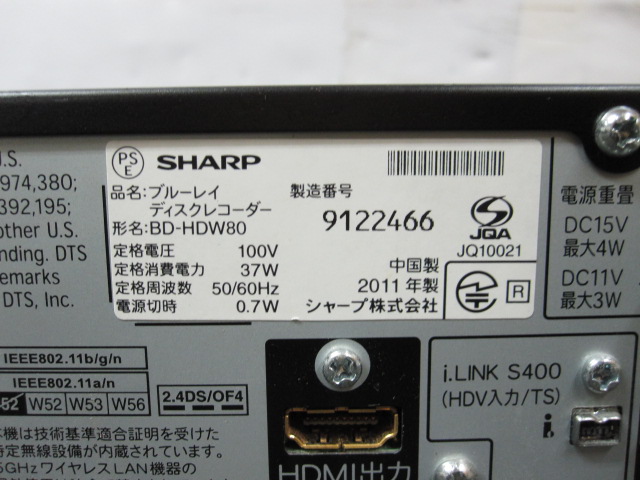 U.S.
974,380;
392,195;
other U.S.
nding. DTS
demarks
DTS, Inc.
PS
E
SHARP
品名:ブルーレイ
ディスクレコーダー
形名:BD-HDW80
定格電圧 100V
定格消費電力 37W
定格周波数 50/60Hz
電源切時 0.7W
製造番号
9122466
中国製
2011年製
シャープ株式会社
JQA
JQ10021
R
電源重畳
DC15V
最大4W
DC11V
最大3W
IEEE802.11b/g/n
IEEE802.11a/n
W52 W53 W56
2.4DS/OF4
機は技術基準適合証明を受けた
定無線設備が内蔵されています。
5GHzワイヤレスLAN機器の
HDMI出力
i.LINK S400
(HDV入力/TS)
i.